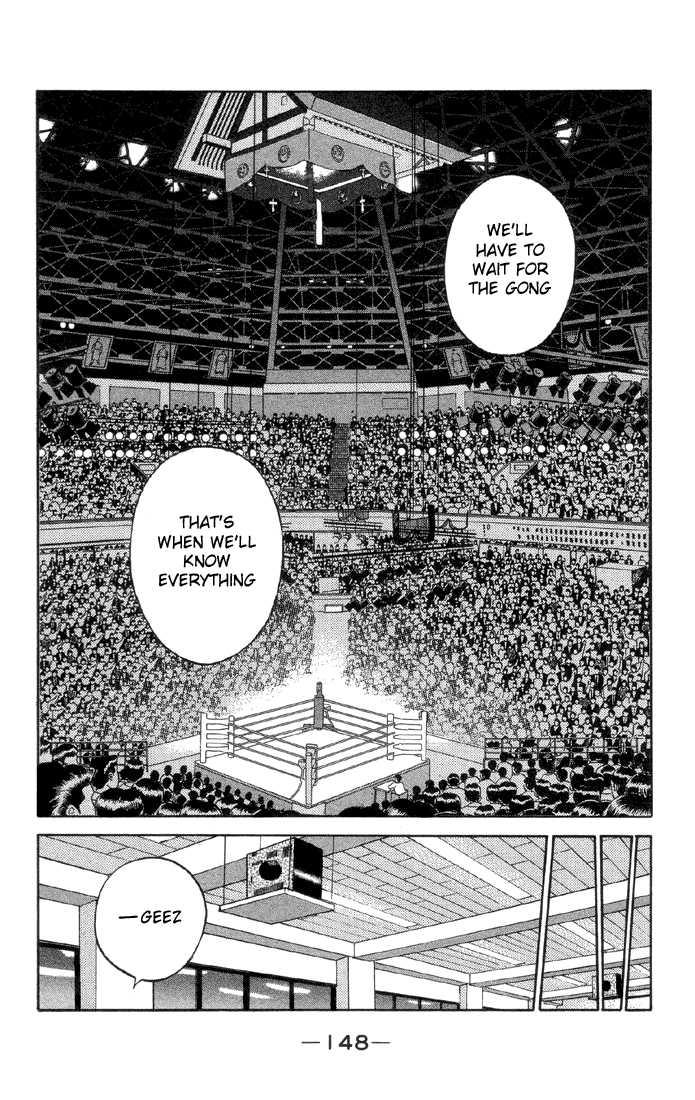 WE'LL
HAVE TO
WAIT FOR
THE GONG
THAT'S
WHEN WE'LL
KNOW
EVERYTHING
—GEEZ
—148—